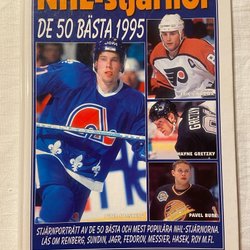 NHL-stjärnor
DE 50 BÄSTA 1995
WAYNE GRETZKY
PAVEL BURE
STJÄRNPORTRÄTT AV DE 50 BÄSTA OCH MEST POPULÄRA NHL-STJÄRNORNA.
LÄS OM RENBERG, SUNDIN, JAGR, FEDOROV, MESSIER, HASEK, ROY M.FL.